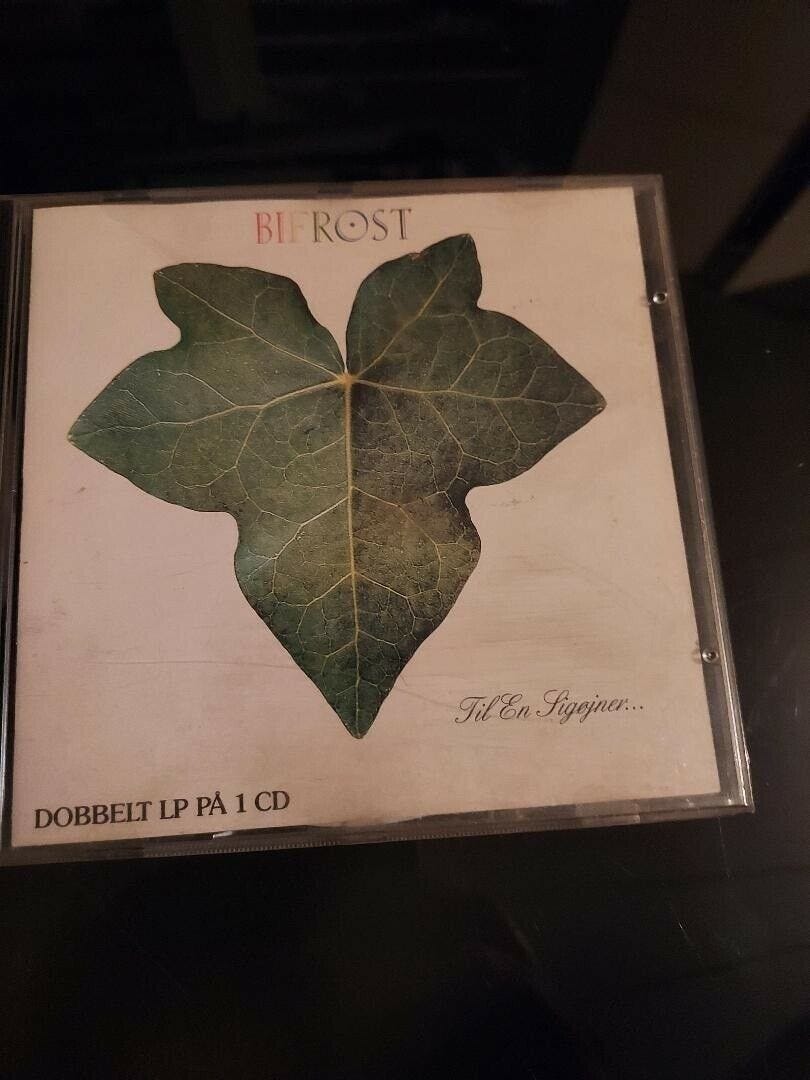 BIFROST
Til En Sigøjner...
DOBBELT LP PÅ 1 CD